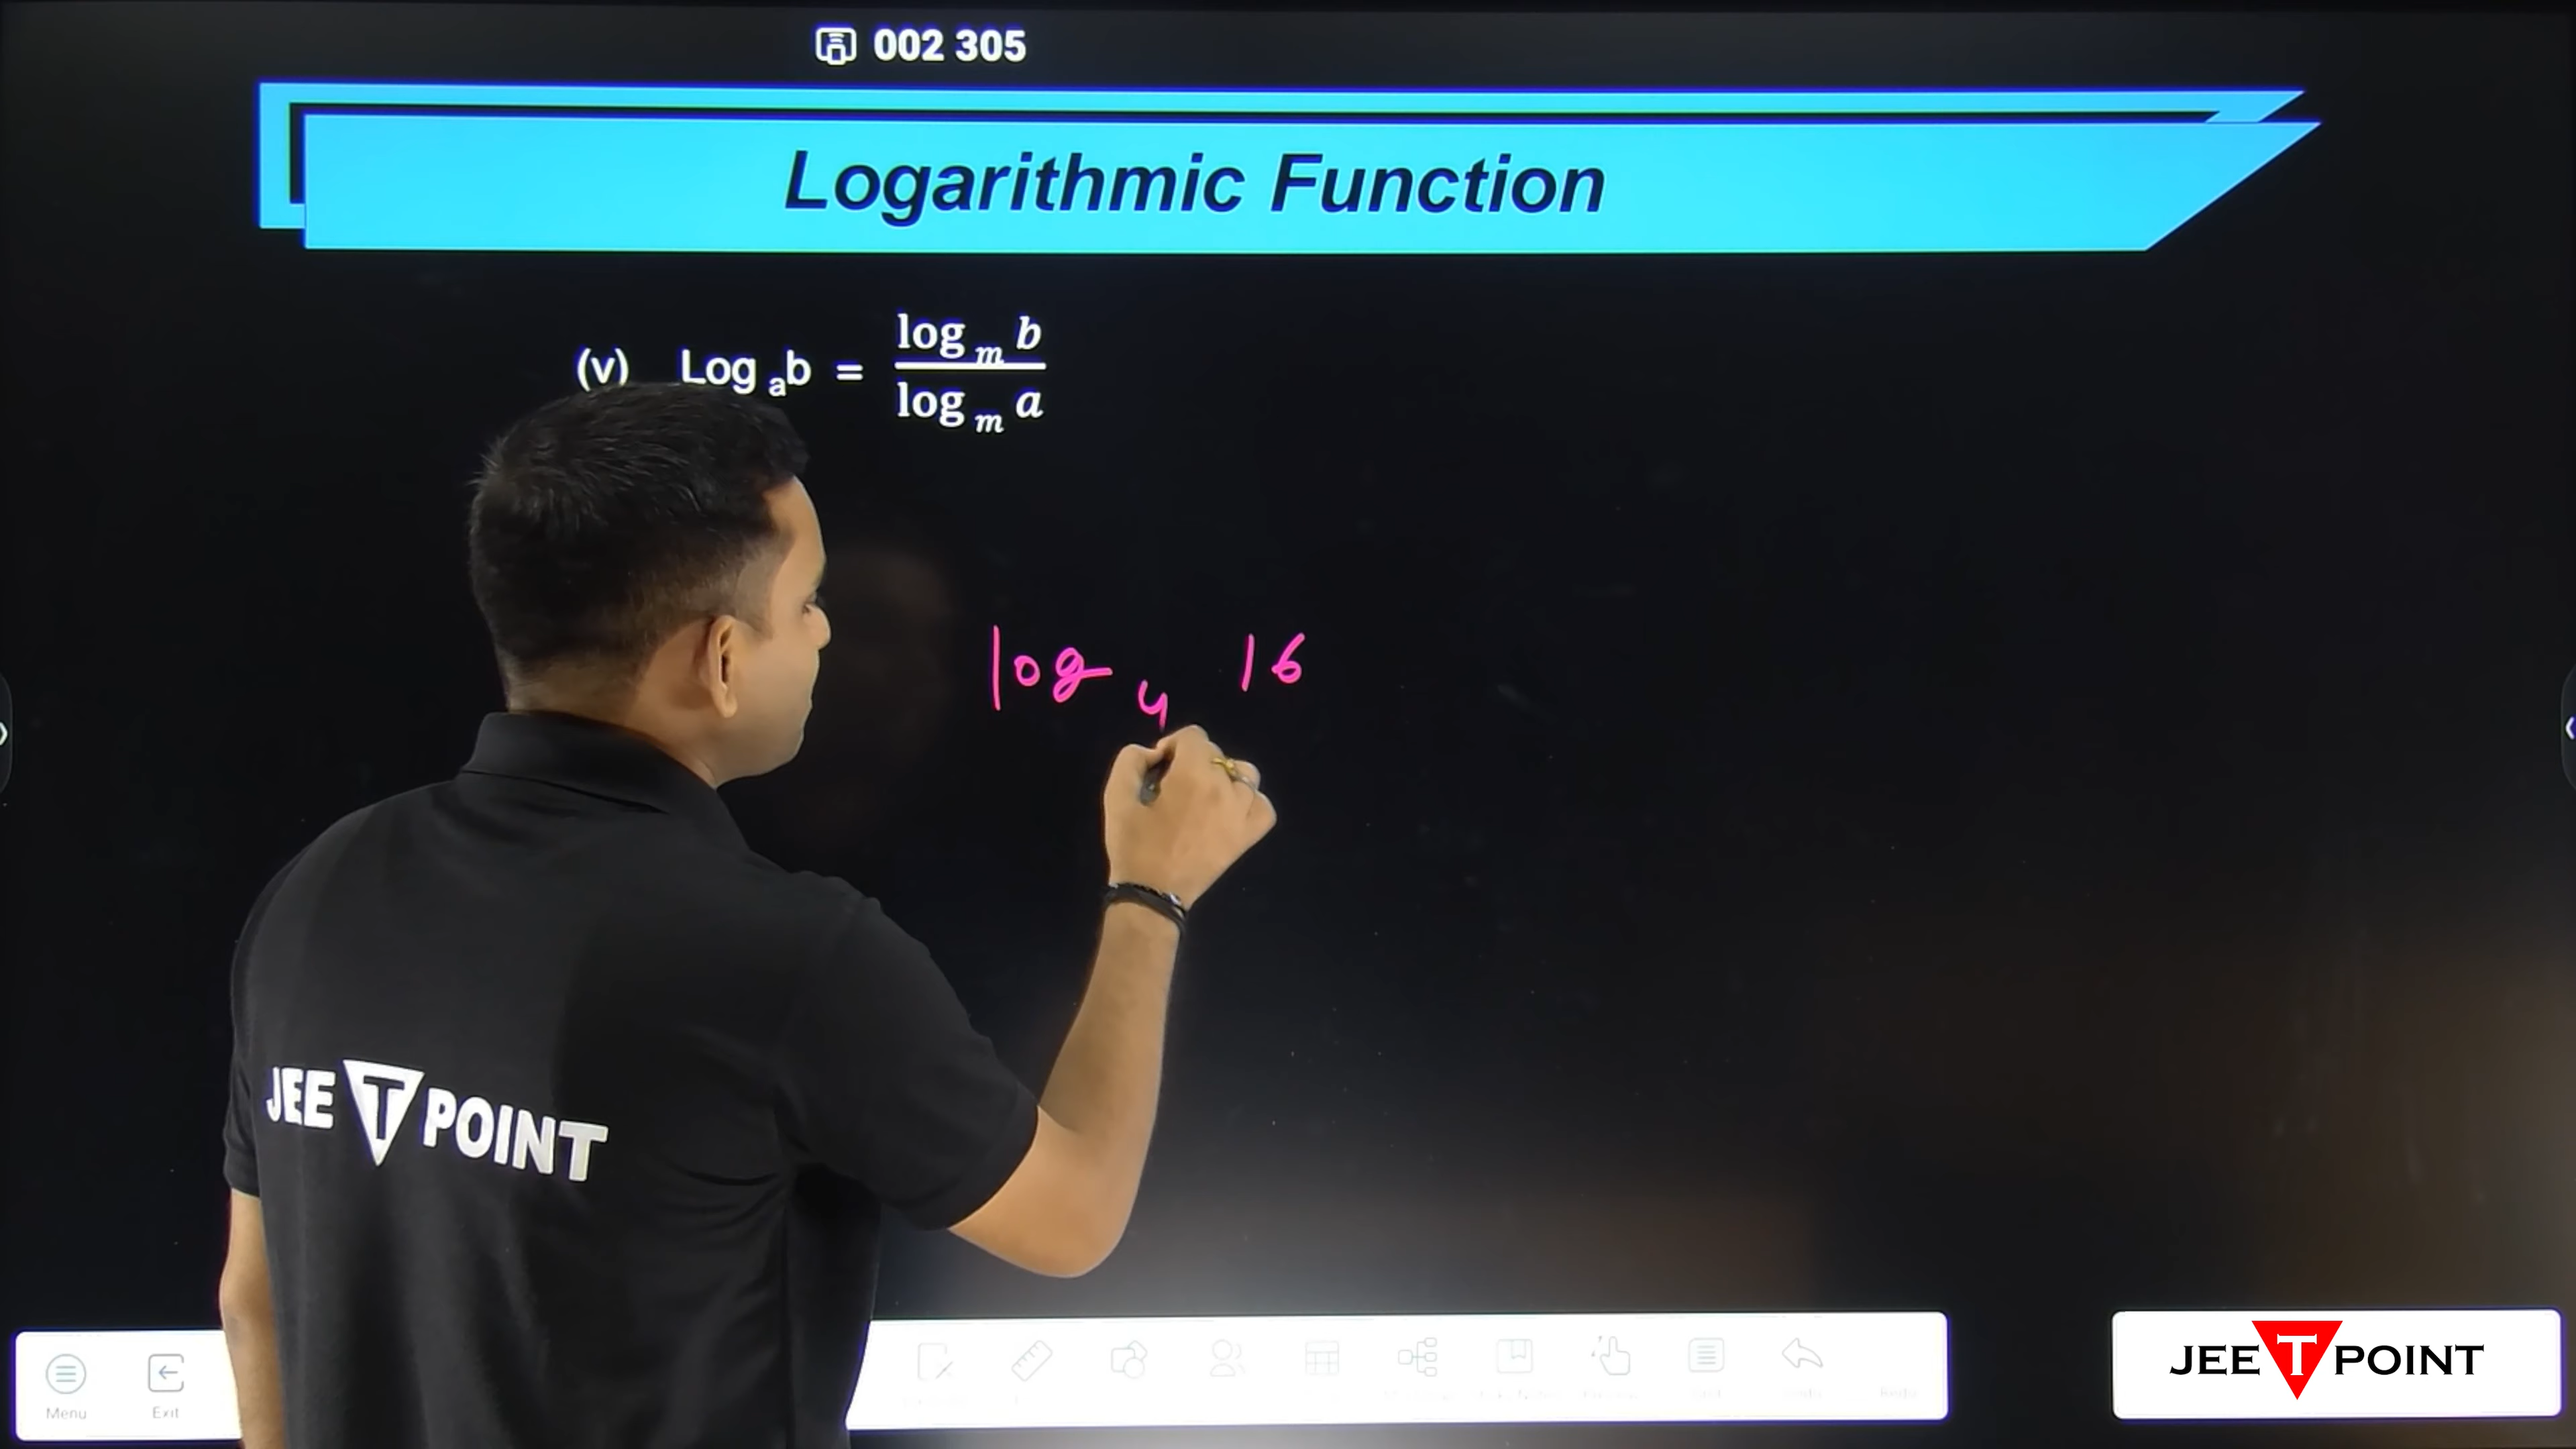 002 305
Logarithmic Function
(v) Log ₐb = log ₘ b / log ₘ a
log ₄ 16
JEE T POINT
Menu Exit
JEE T POINT